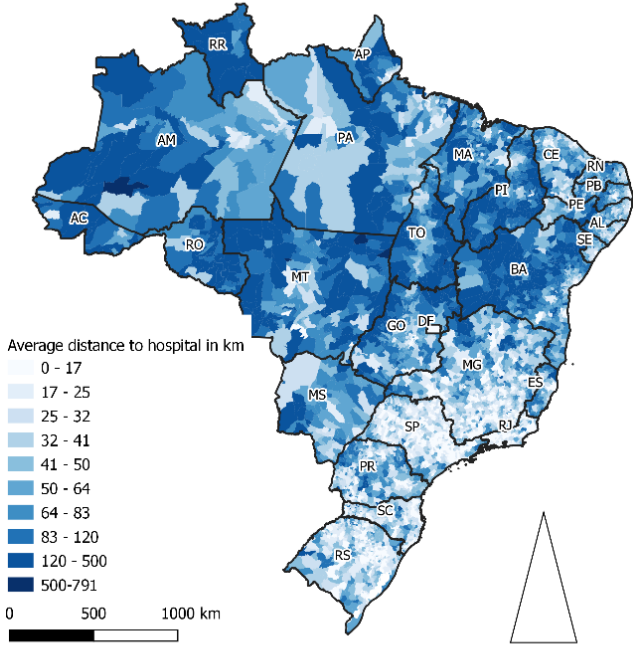 RR
AP
AM
PA
MA
CE
RN
PB
PI
PE
AC
AL
TO
SE
RO
BA
MT
GO
DF
Average distance to hospital in km
0 - 17
MG
17 - 25
ES
25 - 32
MS
32 - 41
SP
RJ
41 - 50
50 - 64
PR
64 - 83
83 - 120
SC
120 - 500
RS
500-791
0 500 1000 km